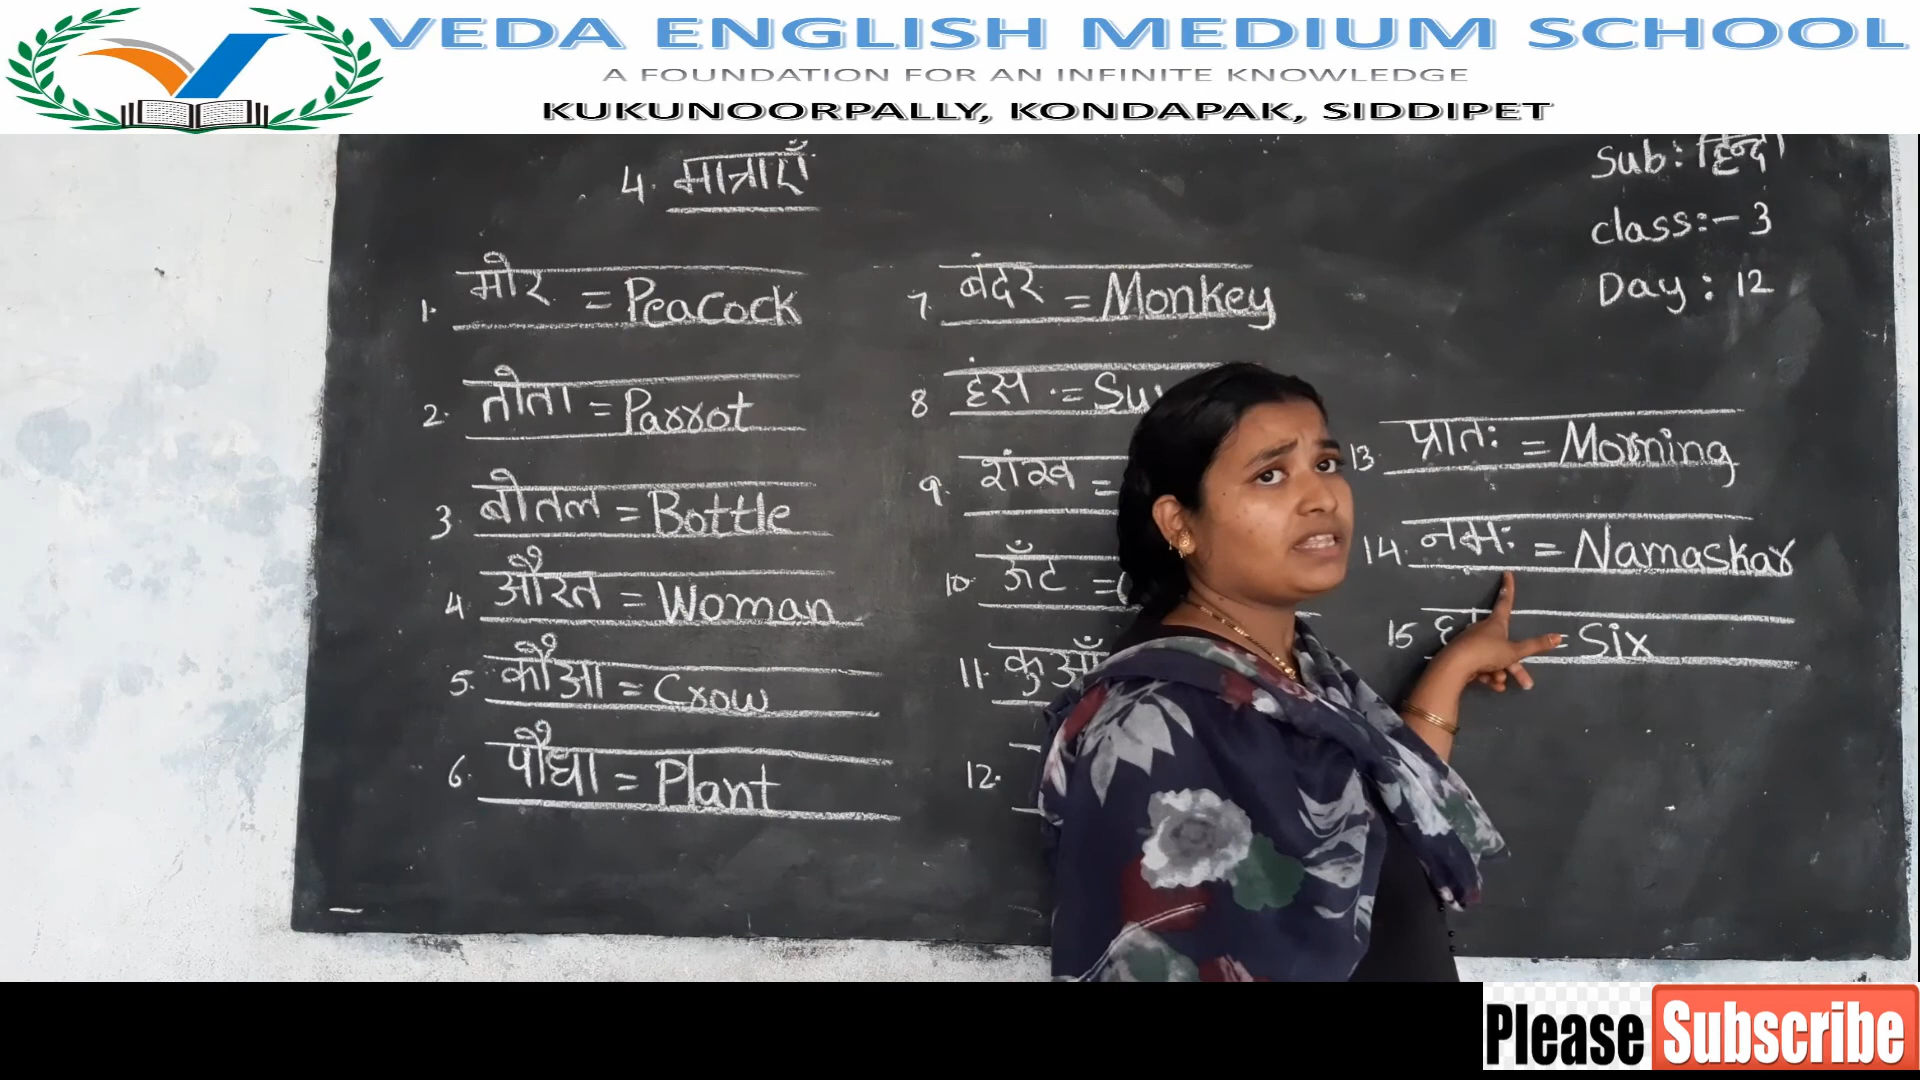 VEDA ENGLISH MEDIUM SCHOOL
A FOUNDATION FOR AN INFINITE KNOWLEDGE
KUKUNOORPALLY, KONDAPAK, SIDDIPET
4. मात्राएँ
Sub: हिन्दी
class:- 3
Day: 12
1. मोर = Peacock
2. तोता = Parrot
3. बोतल = Bottle
4 औरत = Woman
5. कौआ = Crow
6. पौधा = Plant
7 बंदर = Monkey
8 हंस =
9. शंख =
10. ऊँट =
11. कुआँ
12.
13. प्रातः = Morning
14. नमः = Namaskar
15 = Six
Please Subscribe